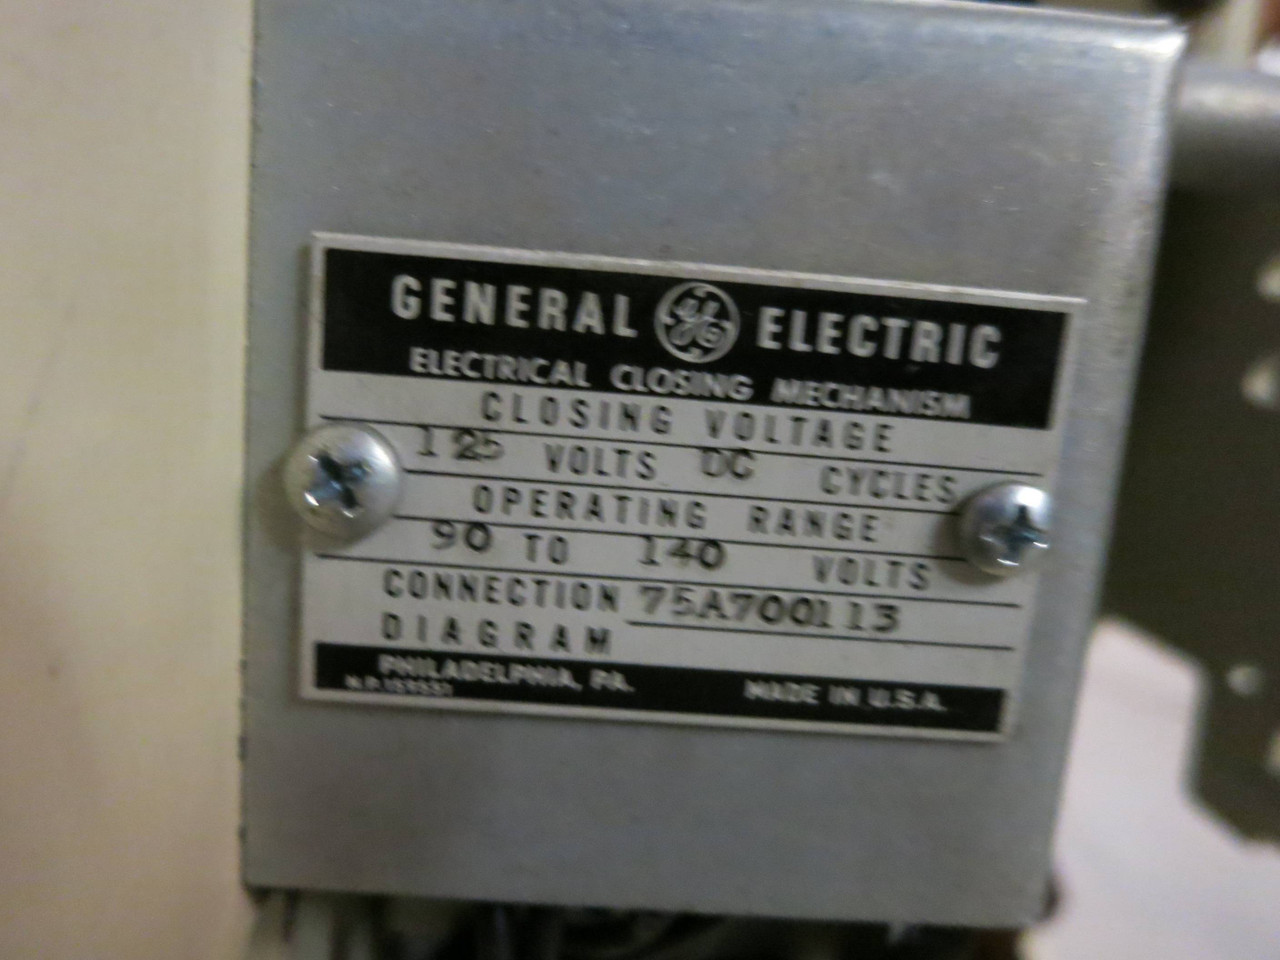 GENERAL GE ELECTRIC
ELECTRICAL CLOSING MECHANISM
CLOSING VOLTAGE
125 VOLTS DC CYCLES
OPERATING RANGE
90 TO 140 VOLTS
CONNECTION 75A700113
DIAGRAM
PHILADELPHIA, PA. MADE IN U.S.A.
N.P.